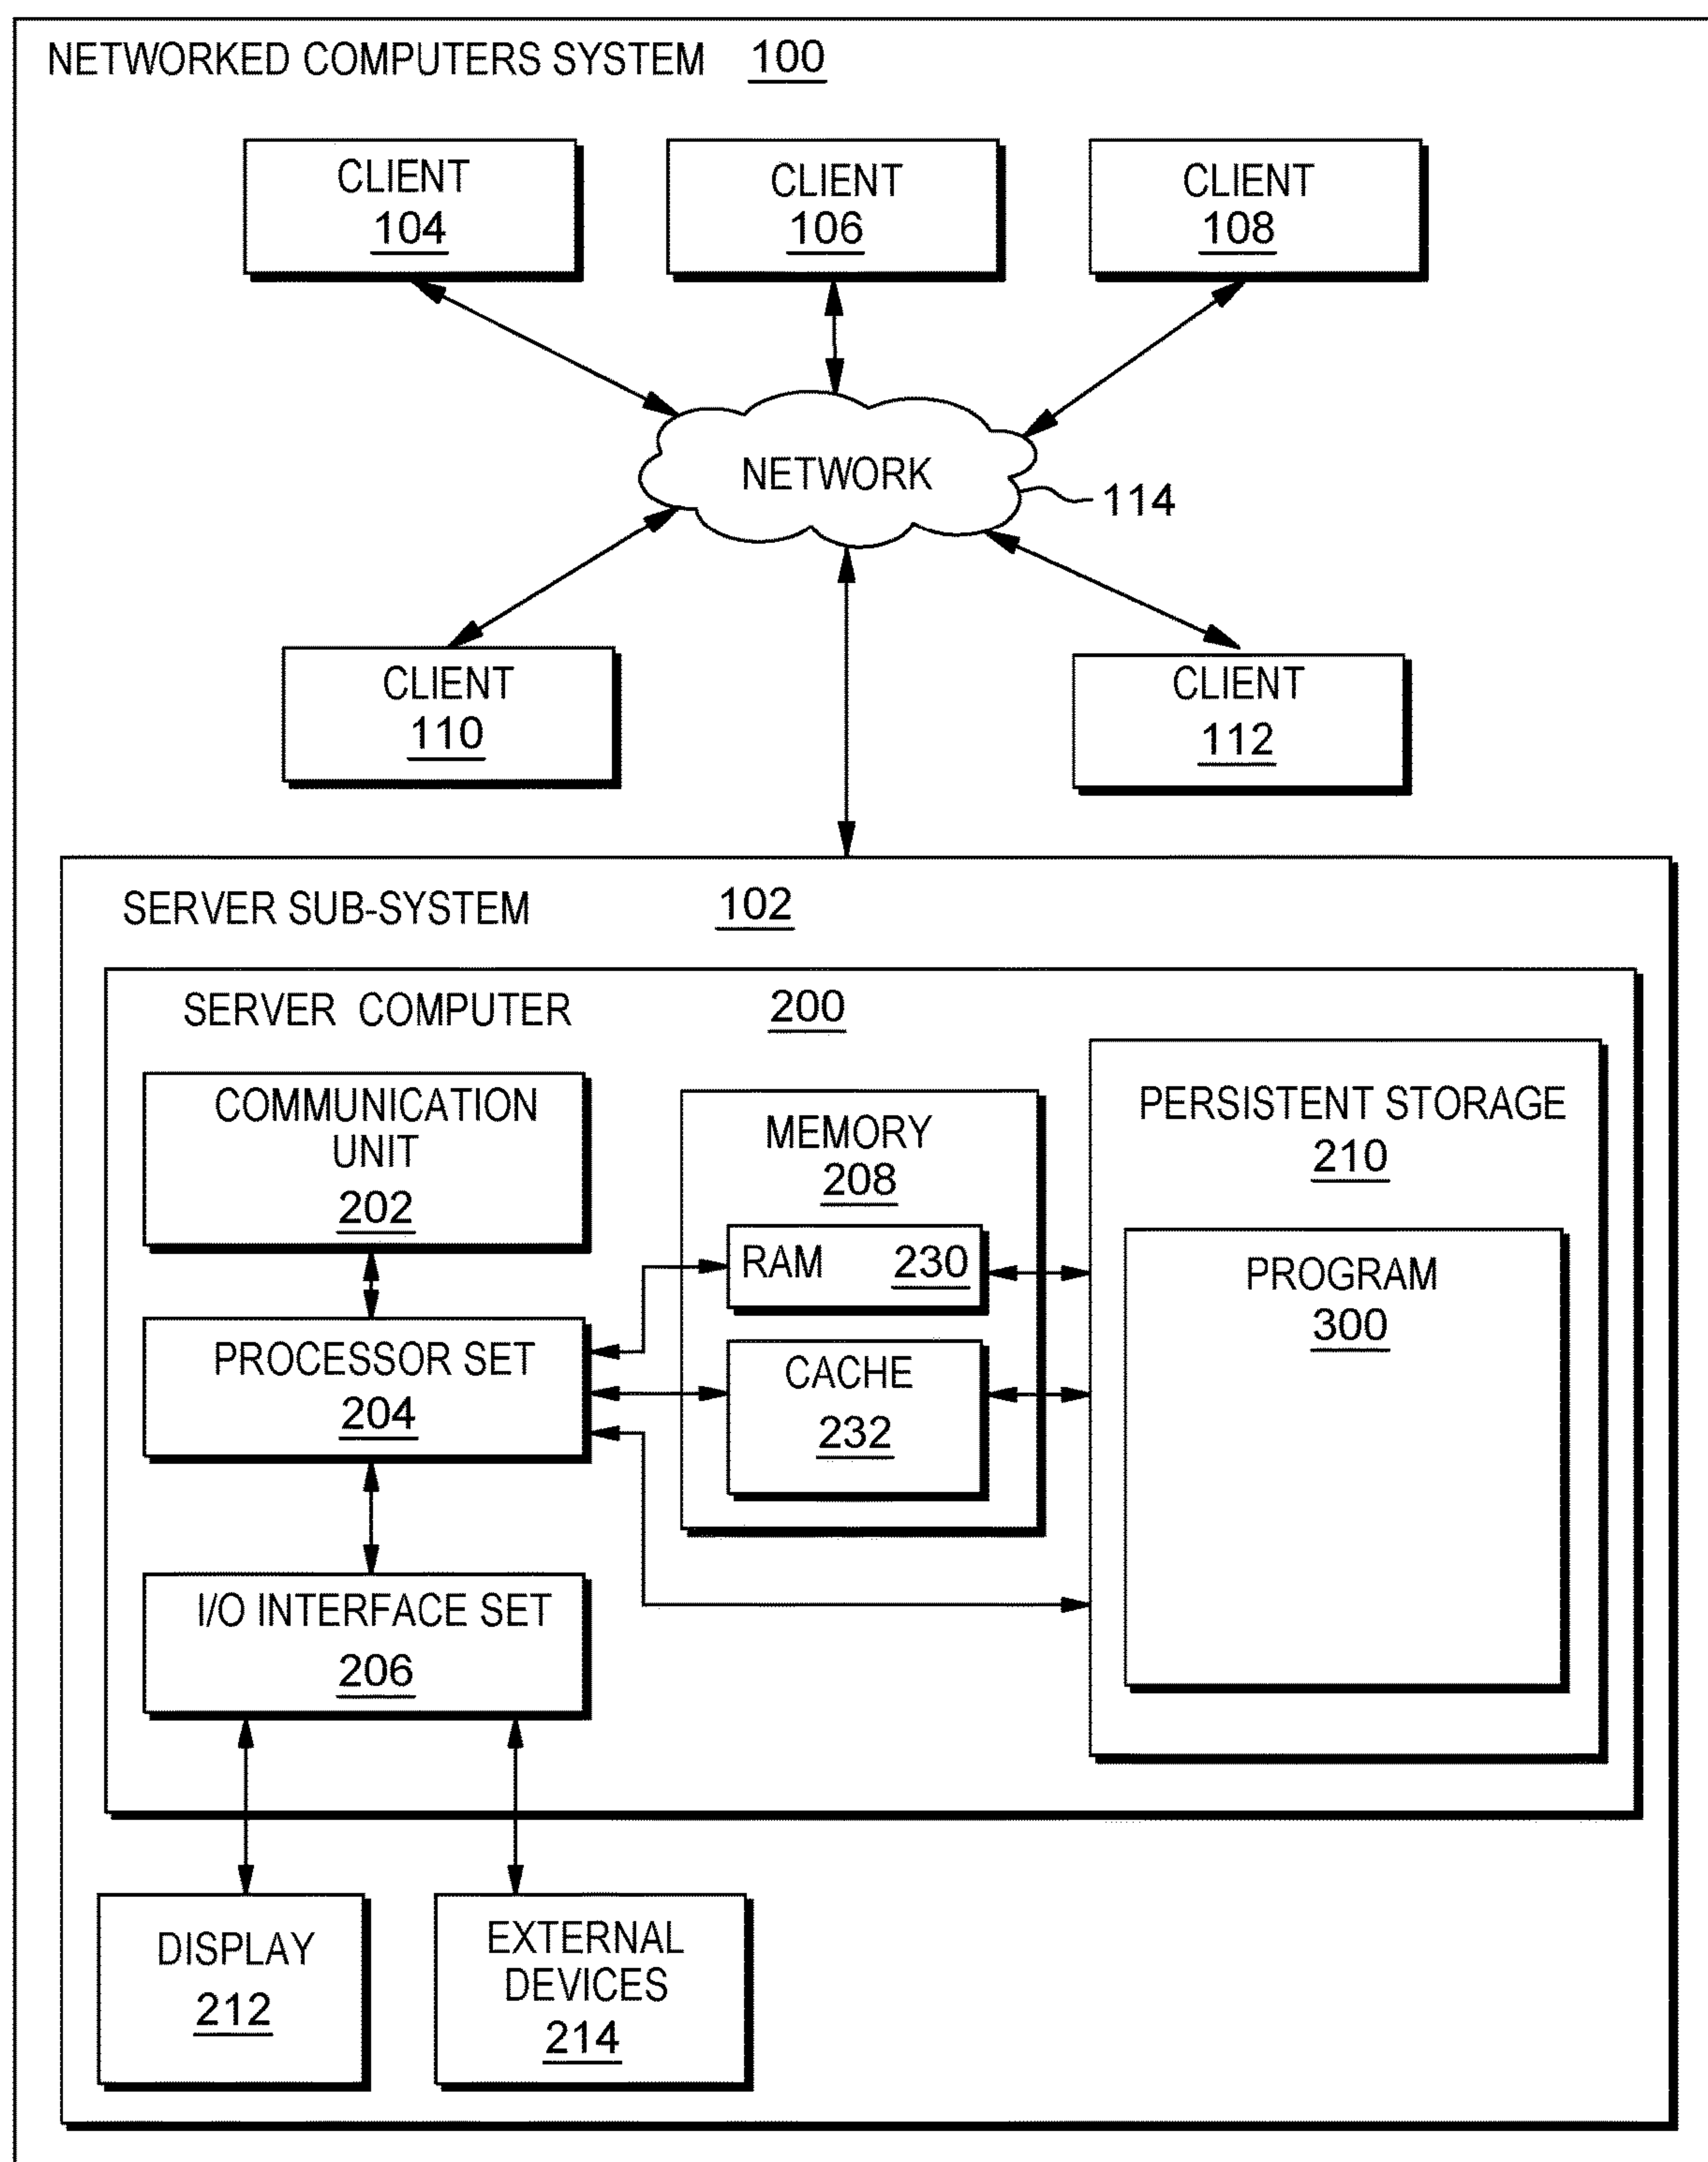 NETWORKED COMPUTERS SYSTEM 100
CLIENT
104
CLIENT
106
CLIENT
108
NETWORK
114
CLIENT
110
CLIENT
112
SERVER SUB-SYSTEM 102
SERVER COMPUTER 200
COMMUNICATION
UNIT
202
PROCESSOR SET
204
I/O INTERFACE SET
206
MEMORY
208
RAM 230
CACHE
232
PERSISTENT STORAGE
210
PROGRAM
300
DISPLAY
212
EXTERNAL
DEVICES
214